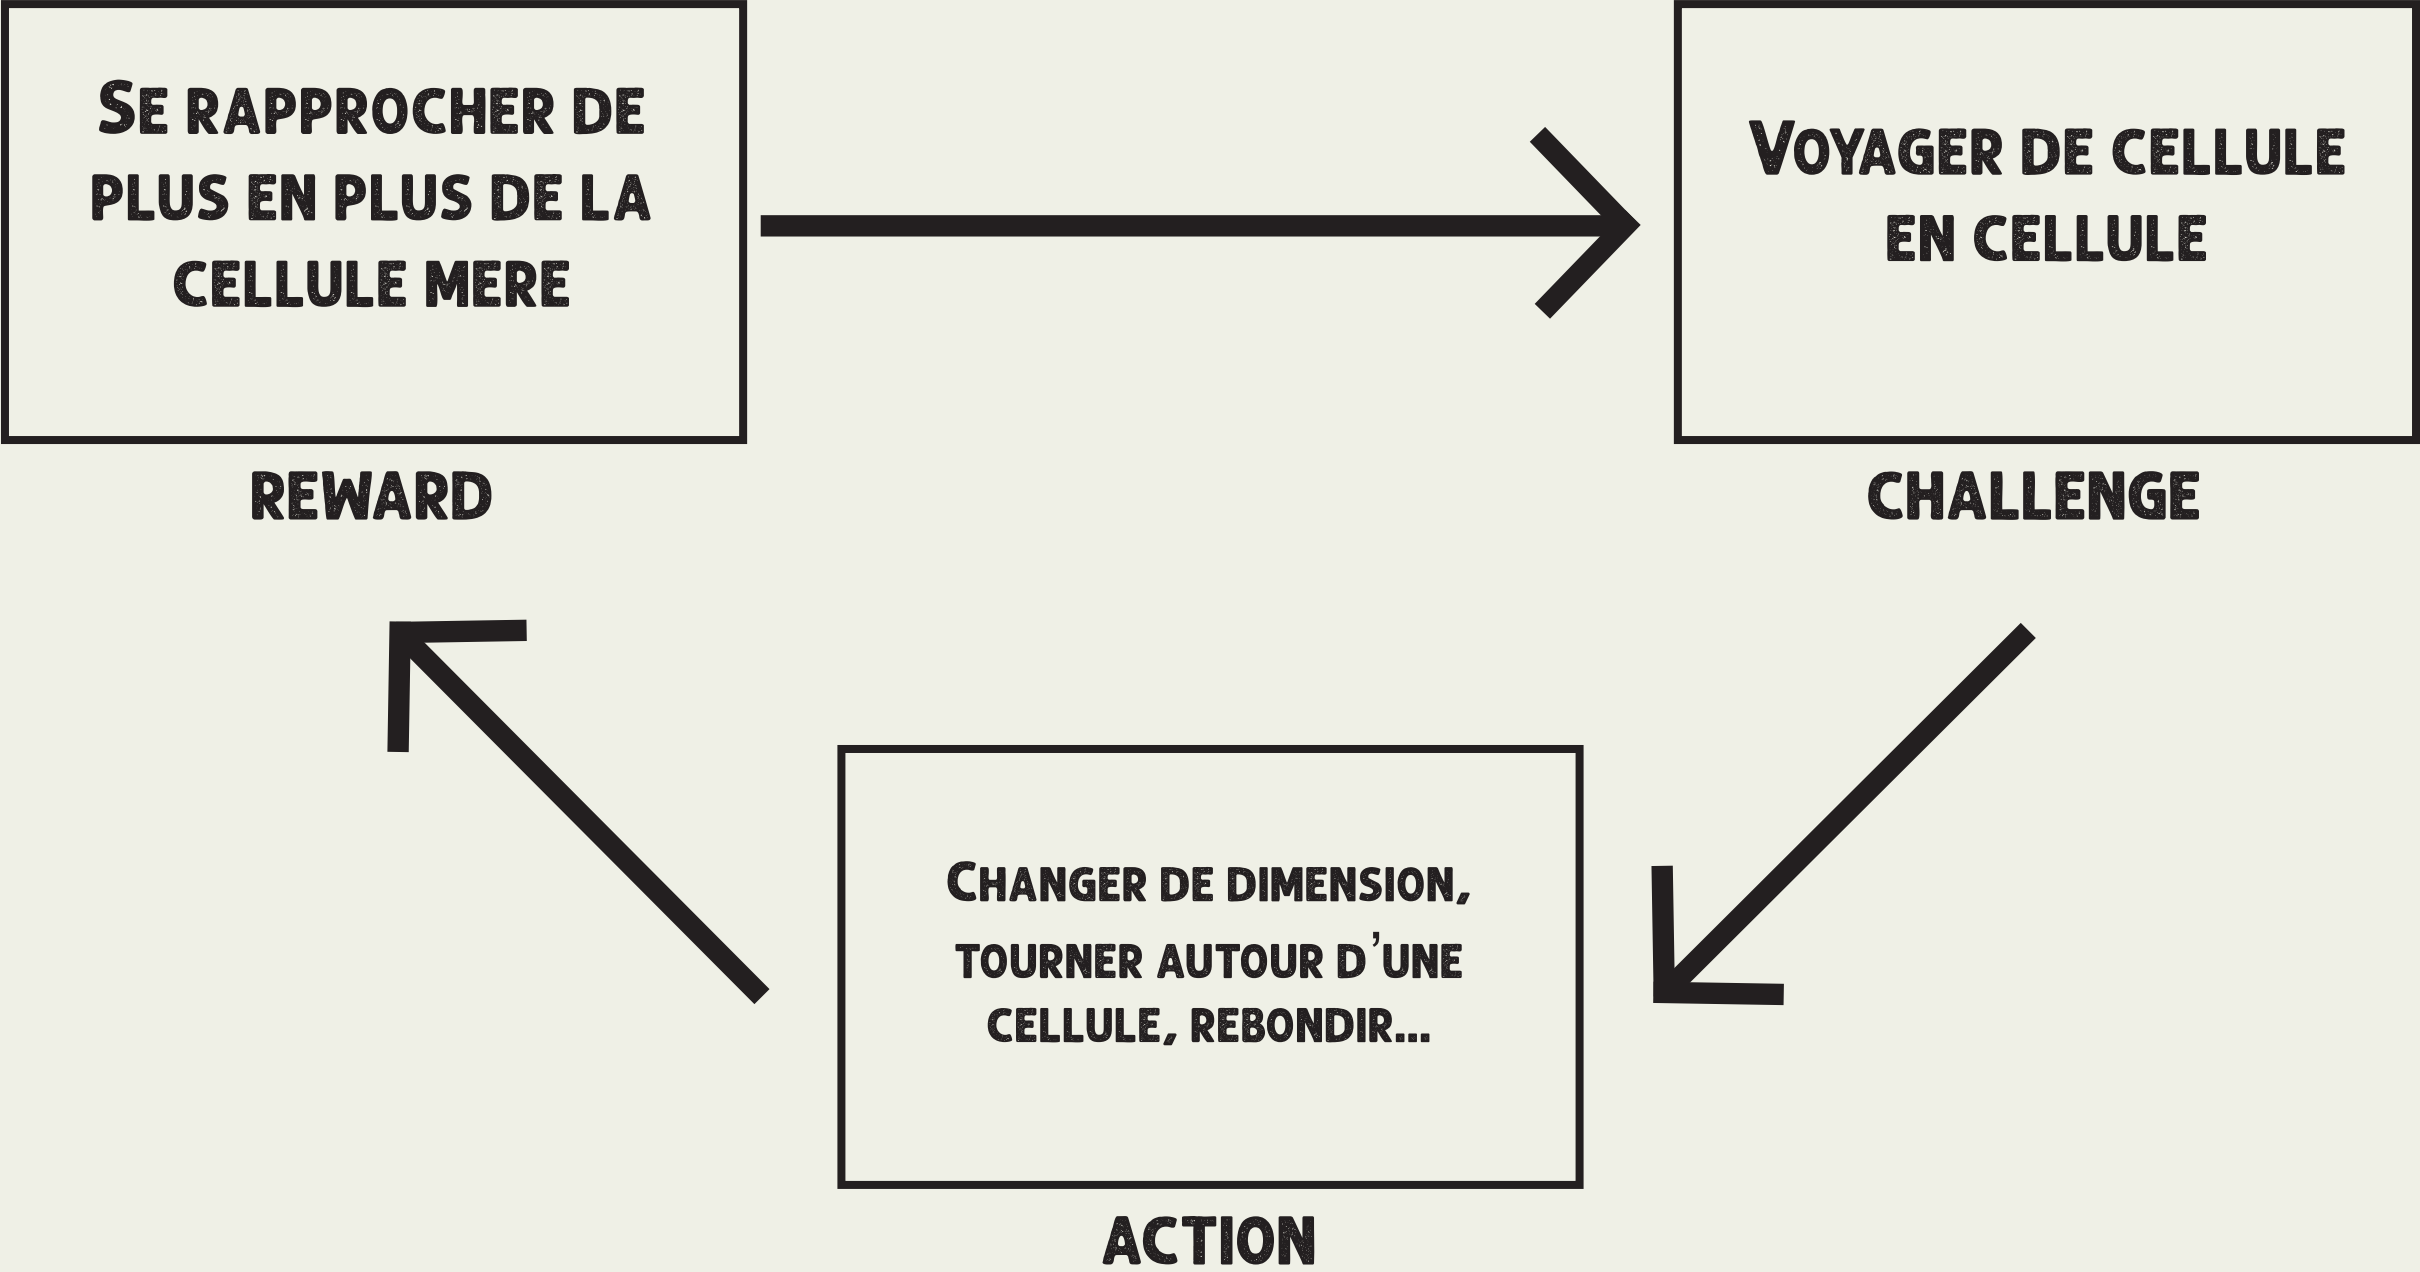 Se rapprocher de
plus en plus de la
cellule mere
REWARD
Voyager de cellule
en cellule
CHALLENGE
Changer de dimension,
tourner autour d'une
cellule, rebondir...
ACTION